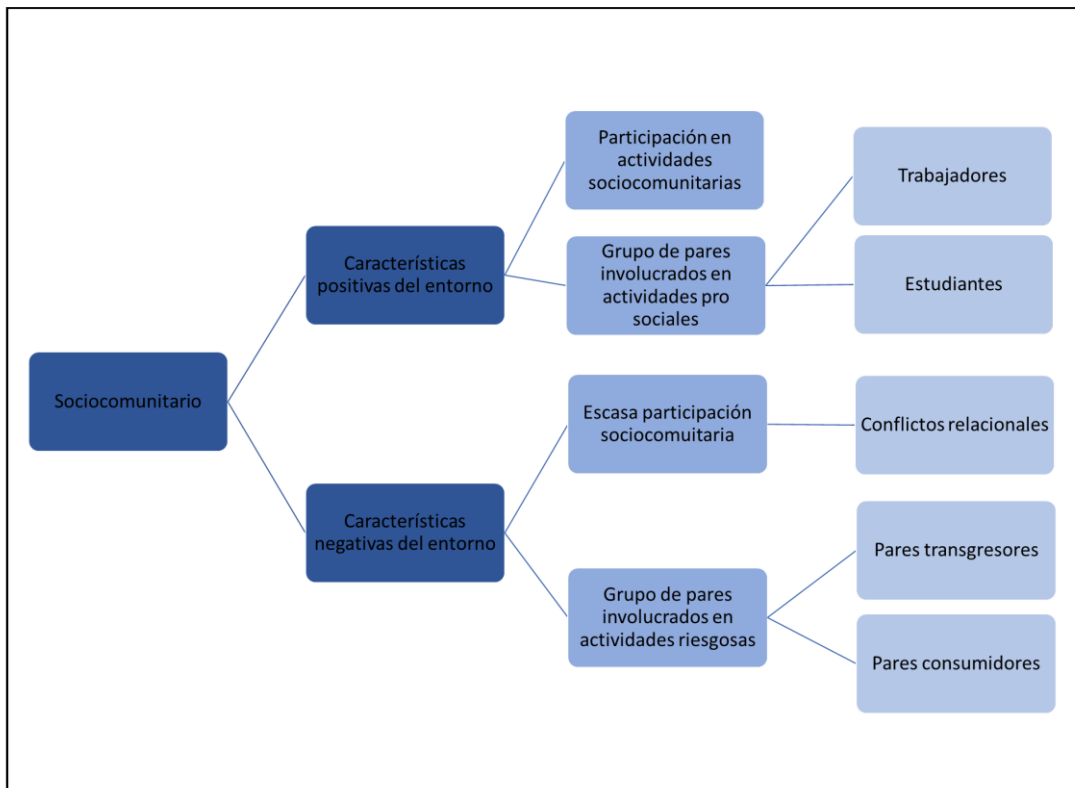 Sociocomunitario
Características
positivas del entorno
Participación en
actividades
sociocomunitarias
Grupo de pares
involucrados en
actividades pro
sociales
Trabajadores
Estudiantes
Características
negativas del entorno
Escasa participación
sociocomuitaria
Conflictos relacionales
Grupo de pares
involucrados en
actividades riesgosas
Pares transgresores
Pares consumidores